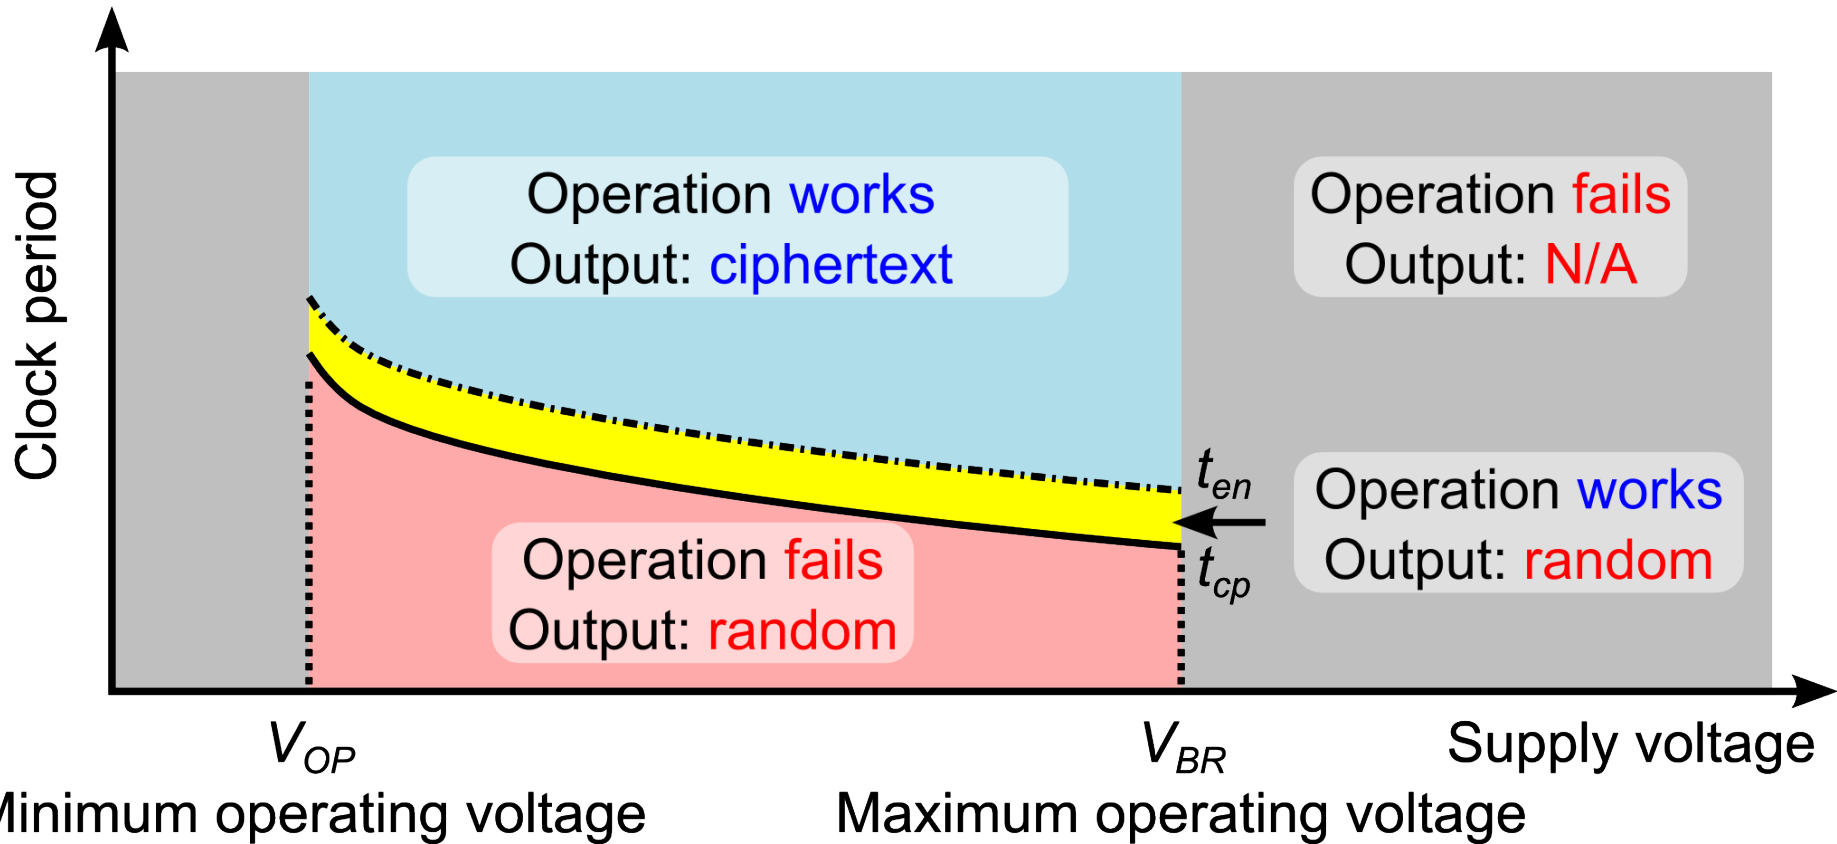 Clock period
Operation works
Output: ciphertext
Operation fails
Output: N/A
t_en
Operation works
Output: random
t_cp
Operation fails
Output: random
V_OP
V_BR
Supply voltage
Minimum operating voltage
Maximum operating voltage